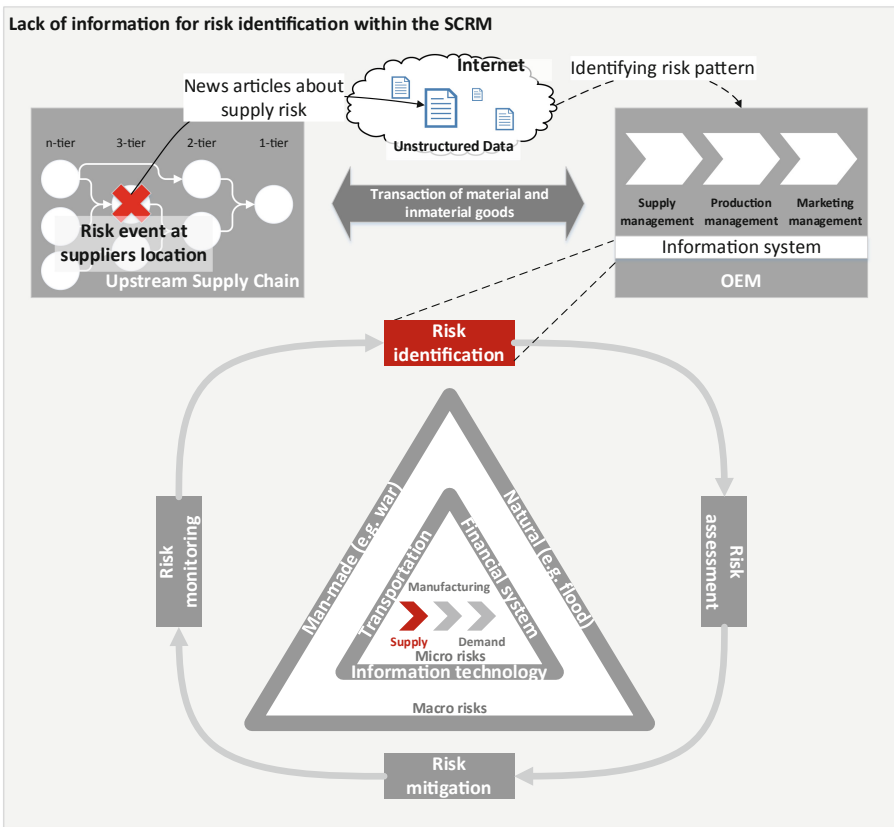 Lack of information for risk identification within the SCRM
Internet
News articles about
supply risk
Identifying risk pattern
Unstructured Data
n-tier
3-tier
2-tier
1-tier
Risk event at
suppliers location
Upstream Supply Chain
Transaction of material and
inmaterial goods
Supply
management
Production
management
Marketing
management
Information system
OEM
Risk
identification
Risk
assessment
Risk
mitigation
Risk
monitoring
Man-made (e.g. war)
Natural (e.g. flood)
Transportation
Financial system
Manufacturing
Supply
Demand
Micro risks
Information technology
Macro risks